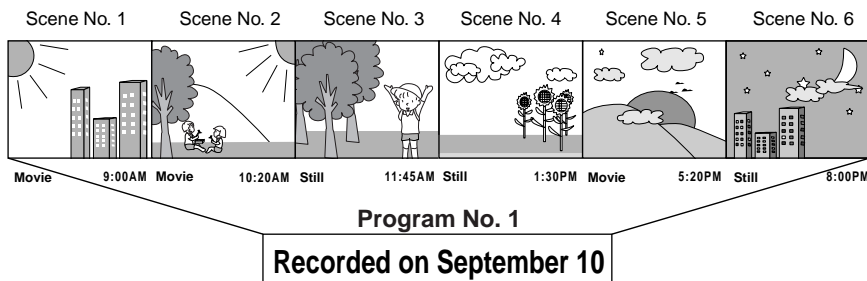 Scene No. 1 Scene No. 2 Scene No. 3 Scene No. 4 Scene No. 5 Scene No. 6
Movie 9:00AM Movie 10:20AM Still 11:45AM Still 1:30PM Movie 5:20PM Still 8:00PM
Program No. 1
Recorded on September 10